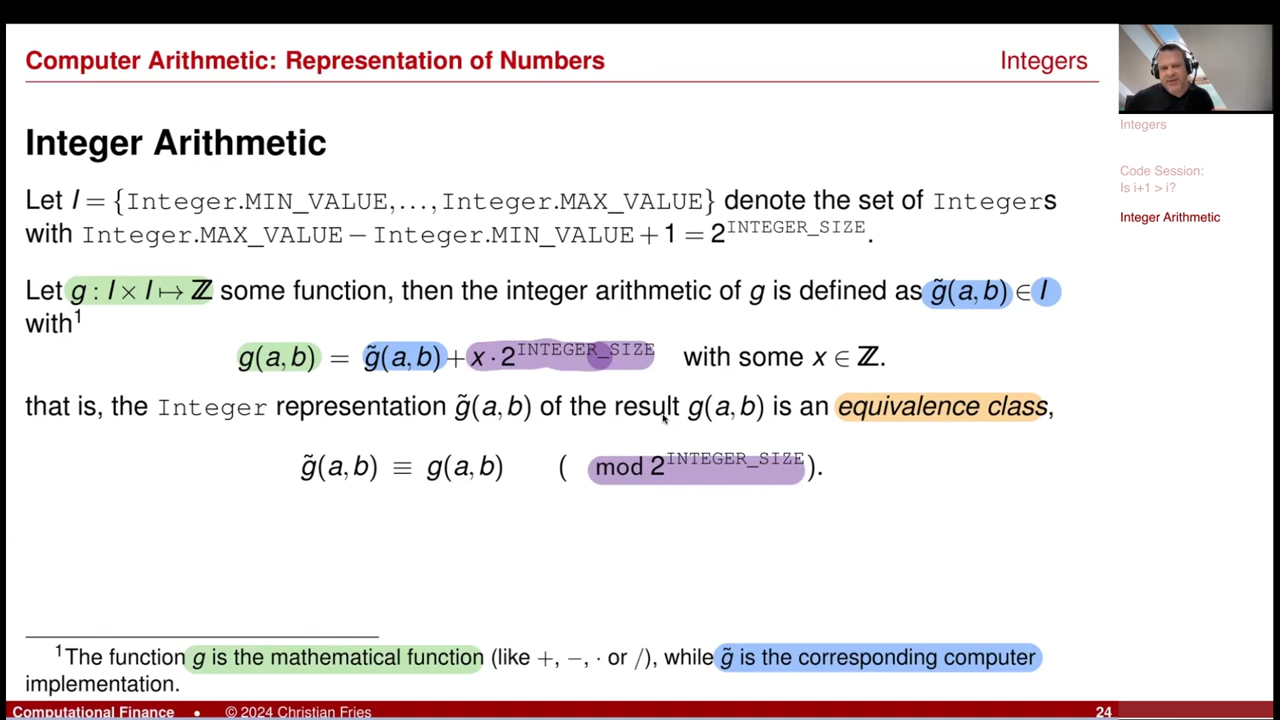 Computer Arithmetic: Representation of Numbers
Integers
Integer Arithmetic
Let I = {Integer.MIN_VALUE,..., Integer.MAX_VALUE} denote the set of Integers
with Integer.MAX_VALUE − Integer.MIN_VALUE + 1 = 2^INTEGER_SIZE.
Let g : I × I ↦ ℤ some function, then the integer arithmetic of g is defined as g̃(a,b) ∈ I
with¹
g(a,b) = g̃(a,b) + x · 2^INTEGER_SIZE with some x ∈ ℤ.
that is, the Integer representation g̃(a,b) of the result g(a,b) is an equivalence class,
g̃(a,b) ≡ g(a,b) ( mod 2^INTEGER_SIZE ).
¹The function g is the mathematical function (like +, −, · or /), while g̃ is the corresponding computer
implementation.
Computational Finance • © 2024 Christian Fries 24
Integers
Code Session:
Is i+1 > i?
Integer Arithmetic